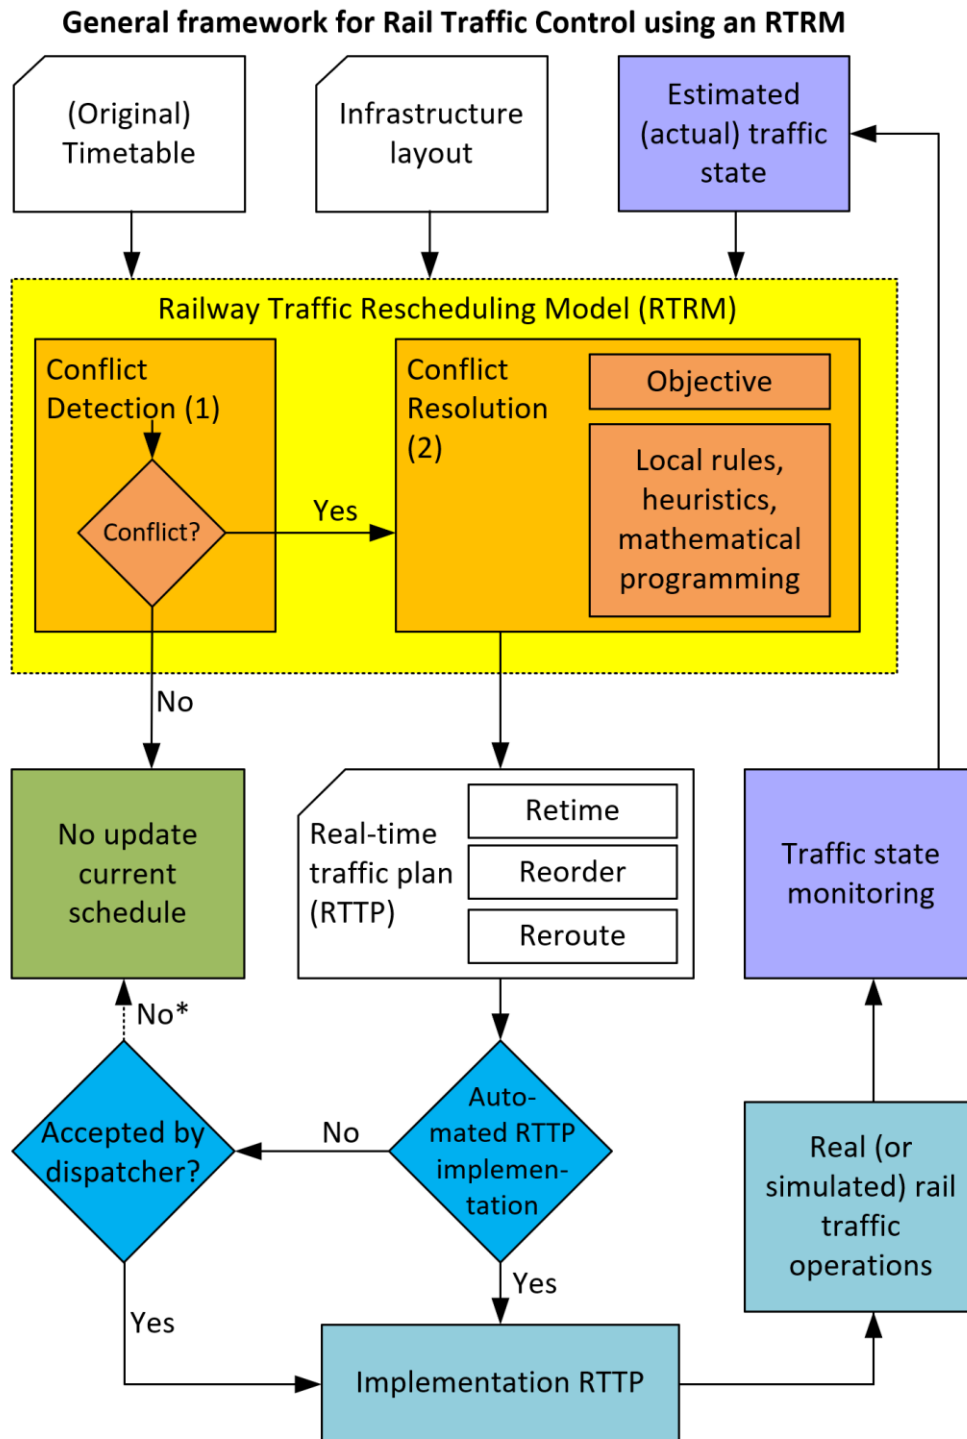 General framework for Rail Traffic Control using an RTRM
(Original)
Timetable
Infrastructure
layout
Estimated
(actual) traffic
state
Railway Traffic Rescheduling Model (RTRM)
Conflict
Detection (1)
Conflict?
Yes
No
Conflict
Resolution
(2)
Objective
Local rules,
heuristics,
mathematical
programming
No update
current
schedule
Real-time
traffic plan
(RTTP)
Retime
Reorder
Reroute
Traffic state
monitoring
No*
Accepted by
dispatcher?
No
Auto-
mated RTTP
implemen-
tation
Real (or
simulated) rail
traffic
operations
Yes
Yes
Implementation RTTP